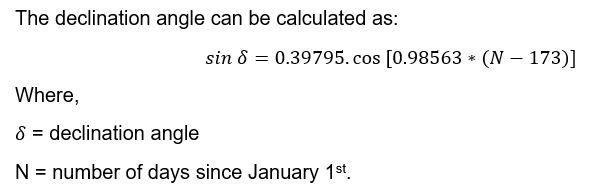 The declination angle can be calculated as:
sin δ = 0.39795. cos [0.98563 * (N − 173)]
Where,
δ = declination angle
N = number of days since January 1st.